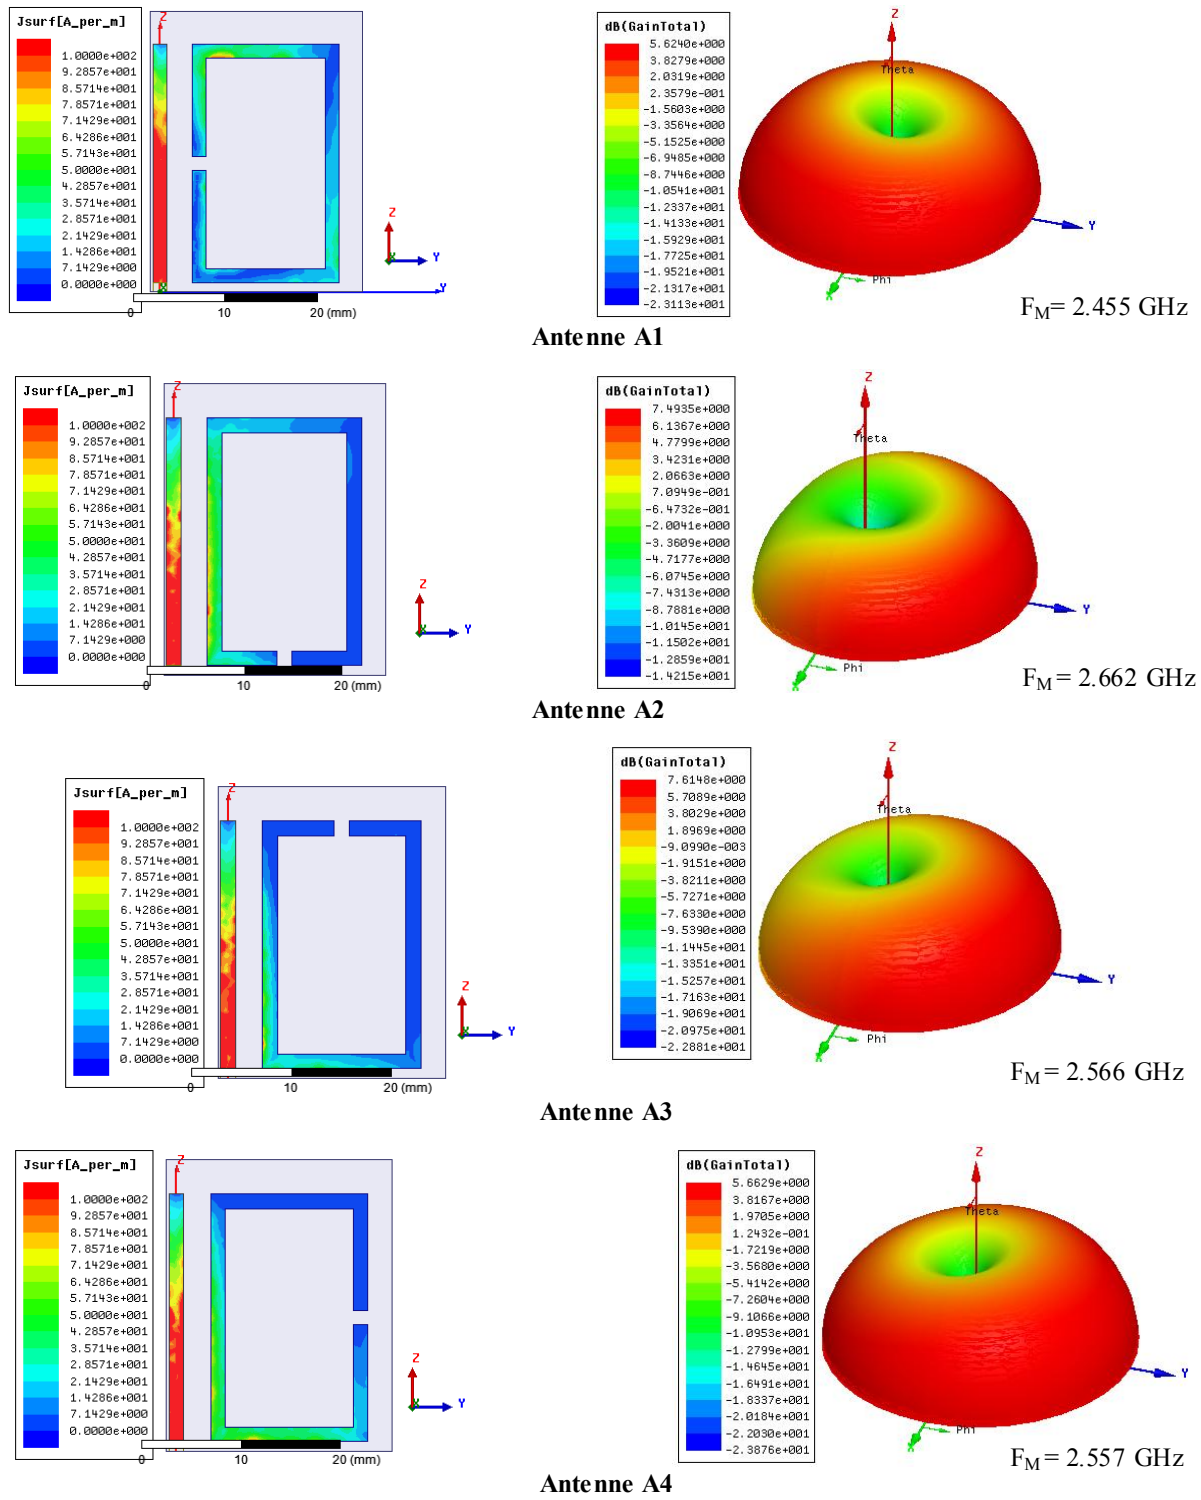 Jsurf[A_per_m]
1.0000e+002
9.2857e+001
8.5714e+001
7.8571e+001
7.1429e+001
6.4286e+001
5.7143e+001
5.0000e+001
4.2857e+001
3.5714e+001
2.8571e+001
2.1429e+001
1.4286e+001
7.1429e+000
0.0000e+000
Z
X
Y
Z
Y
X
0 10 20 (mm)
dB(GainTotal)
5.6240e+000
3.8279e+000
2.0319e+000
2.3579e-001
-1.5603e+000
-3.3564e+000
-5.1525e+000
-6.9485e+000
-8.7446e+000
-1.0541e+001
-1.2337e+001
-1.4133e+001
-1.5929e+001
-1.7725e+001
-1.9521e+001
-2.1317e+001
-2.3113e+001
Z
Theta
Y
Phi
X
FM= 2.455 GHz
Antenne A1
Jsurf[A_per_m]
1.0000e+002
9.2857e+001
8.5714e+001
7.8571e+001
7.1429e+001
6.4286e+001
5.7143e+001
5.0000e+001
4.2857e+001
3.5714e+001
2.8571e+001
2.1429e+001
1.4286e+001
7.1429e+000
0.0000e+000
Z
Z
Y
X
0 10 20 (mm)
dB(GainTotal)
7.4935e+000
6.1367e+000
4.7799e+000
3.4231e+000
2.0663e+000
7.0949e-001
-6.4732e-001
-2.0041e+000
-3.3609e+000
-4.7177e+000
-6.0745e+000
-7.4313e+000
-8.7881e+000
-1.0145e+001
-1.1502e+001
-1.2859e+001
-1.4215e+001
Z
Theta
Y
Phi
X
FM = 2.662 GHz
Antenne A2
Jsurf[A_per_m]
1.0000e+002
9.2857e+001
8.5714e+001
7.8571e+001
7.1429e+001
6.4286e+001
5.7143e+001
5.0000e+001
4.2857e+001
3.5714e+001
2.8571e+001
2.1429e+001
1.4286e+001
7.1429e+000
0.0000e+000
Z
Z
Y
0 10 20 (mm)
dB(GainTotal)
7.6148e+000
5.7089e+000
3.8029e+000
1.8969e+000
-9.0990e-003
-1.9151e+000
-3.8211e+000
-5.7271e+000
-7.6330e+000
-9.5390e+000
-1.1445e+001
-1.3351e+001
-1.5257e+001
-1.7163e+001
-1.9069e+001
-2.0975e+001
-2.2881e+001
Z
Theta
Y
Phi
X
FM = 2.566 GHz
Antenne A3
Jsurf[A_per_m]
1.0000e+002
9.2857e+001
8.5714e+001
7.8571e+001
7.1429e+001
6.4286e+001
5.7143e+001
5.0000e+001
4.2857e+001
3.5714e+001
2.8571e+001
2.1429e+001
1.4286e+001
7.1429e+000
0.0000e+000
Z
Z
Y
0 10 20 (mm)
dB(GainTotal)
5.6629e+000
3.8167e+000
1.9705e+000
1.2432e-001
-1.7219e+000
-3.5680e+000
-5.4142e+000
-7.2604e+000
-9.1066e+000
-1.0953e+001
-1.2799e+001
-1.4645e+001
-1.6491e+001
-1.8337e+001
-2.0184e+001
-2.2030e+001
-2.3876e+001
Z
Theta
Y
Phi
X
FM = 2.557 GHz
Antenne A4